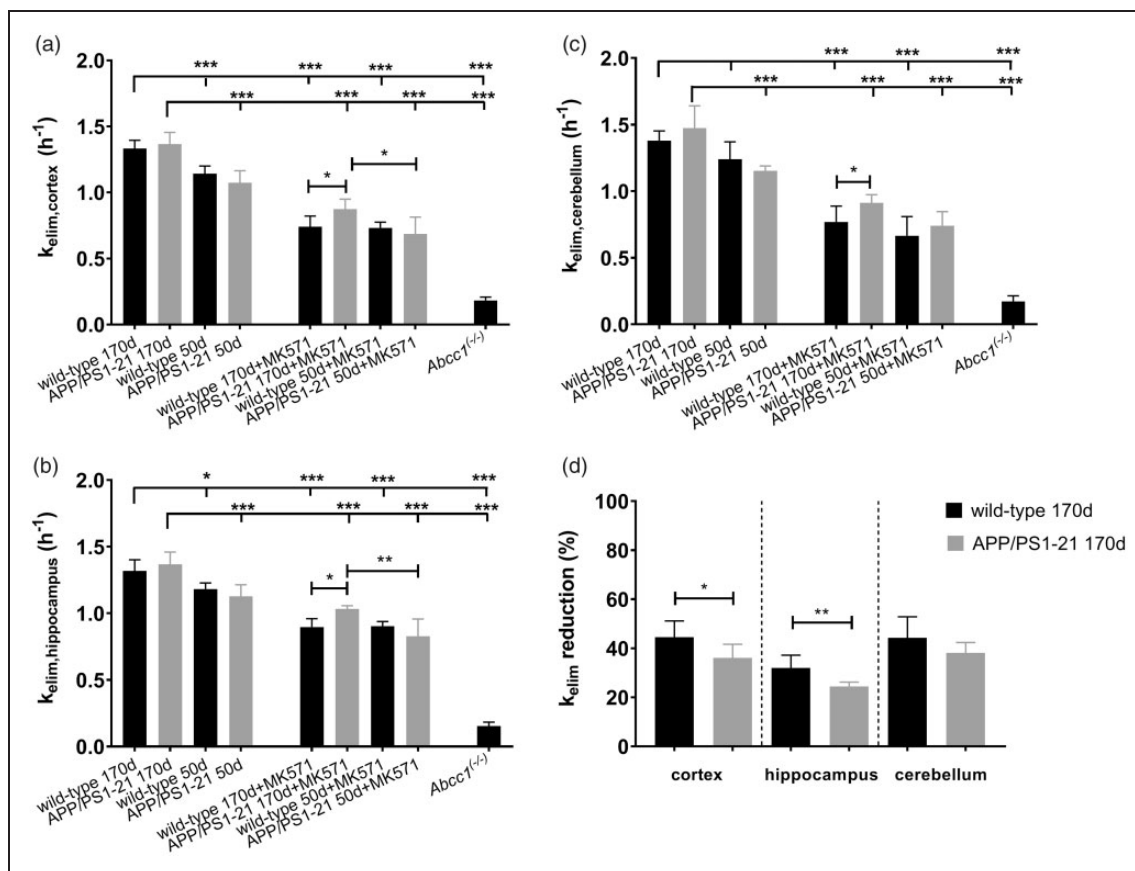 (a)
*** *** *** ***
*** *** *** ***
* *
k_elim,cortex (h⁻¹)
2.0
1.5
1.0
0.5
0.0
wild-type 170d
APP/PS1-21 170d
wild-type 50d
APP/PS1-21 50d
wild-type 170d+MK571
APP/PS1-21 170d+MK571
wild-type 50d+MK571
APP/PS1-21 50d+MK571
Abcc1(-/-)
(b)
* *** *** ***
*** *** *** ***
* **
k_elim,hippocampus (h⁻¹)
2.0
1.5
1.0
0.5
0.0
wild-type 170d
APP/PS1-21 170d
wild-type 50d
APP/PS1-21 50d
wild-type 170d+MK571
APP/PS1-21 170d+MK571
wild-type 50d+MK571
APP/PS1-21 50d+MK571
Abcc1(-/-)
(c)
*** *** ***
*** *** *** ***
*
k_elim,cerebellum (h⁻¹)
2.0
1.5
1.0
0.5
0.0
wild-type 170d
APP/PS1-21 170d
wild-type 50d
APP/PS1-21 50d
wild-type 170d+MK571
APP/PS1-21 170d+MK571
wild-type 50d+MK571
APP/PS1-21 50d+MK571
Abcc1(-/-)
(d)
k_elim reduction (%)
100
80
60
40
20
0
* **
wild-type 170d
APP/PS1-21 170d
cortex hippocampus cerebellum